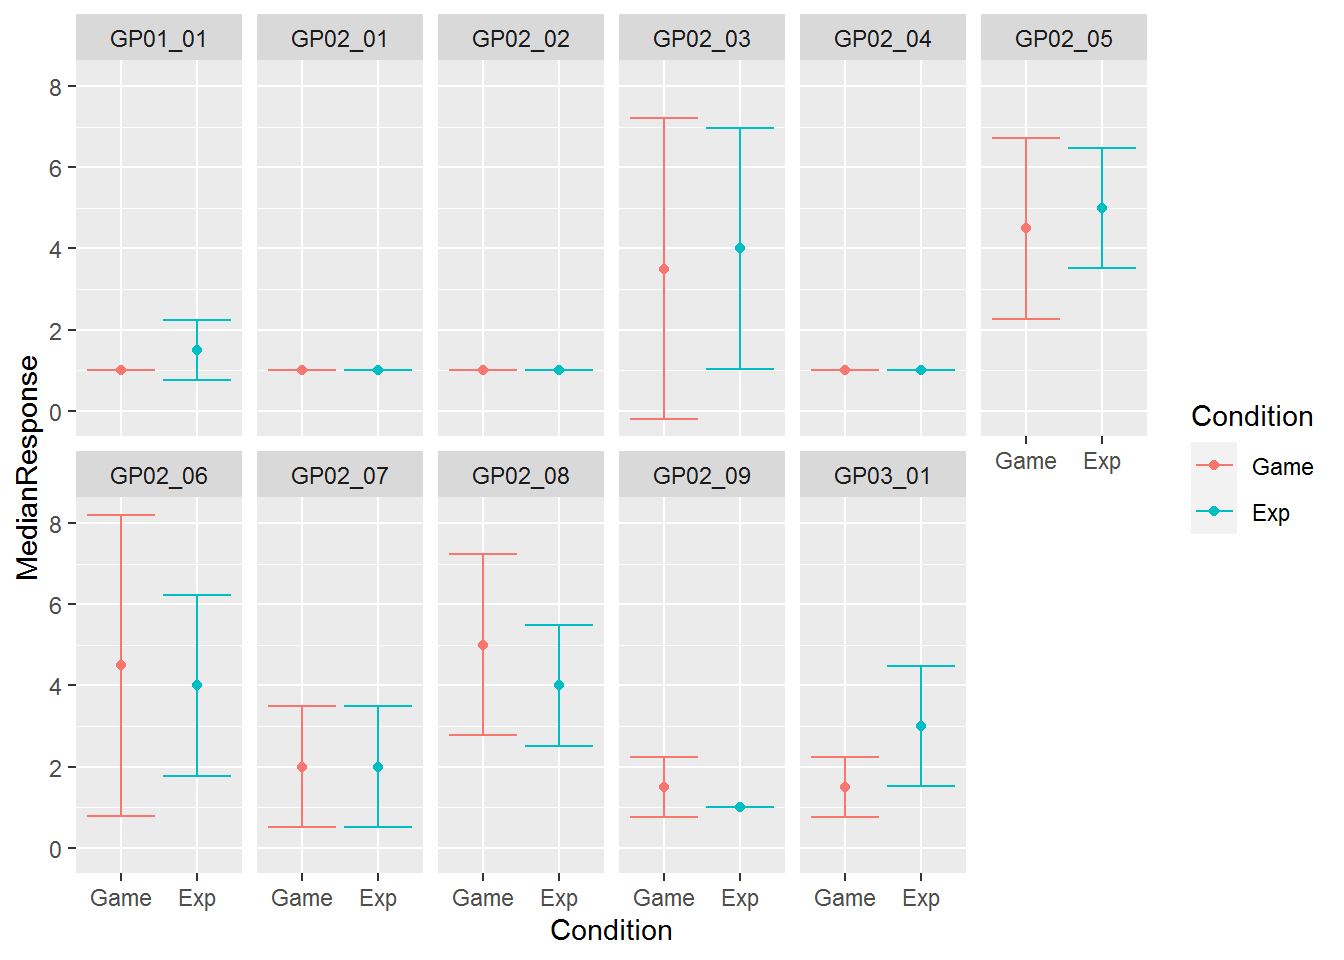 GP01_01 GP02_01 GP02_02 GP02_03 GP02_04 GP02_05
8
6
4
2
0
Game Exp
GP02_06 GP02_07 GP02_08 GP02_09 GP03_01
8
6
4
2
0
Game Exp Game Exp Game Exp Game Exp Game Exp
Condition
MedianResponse
Condition
Game
Exp